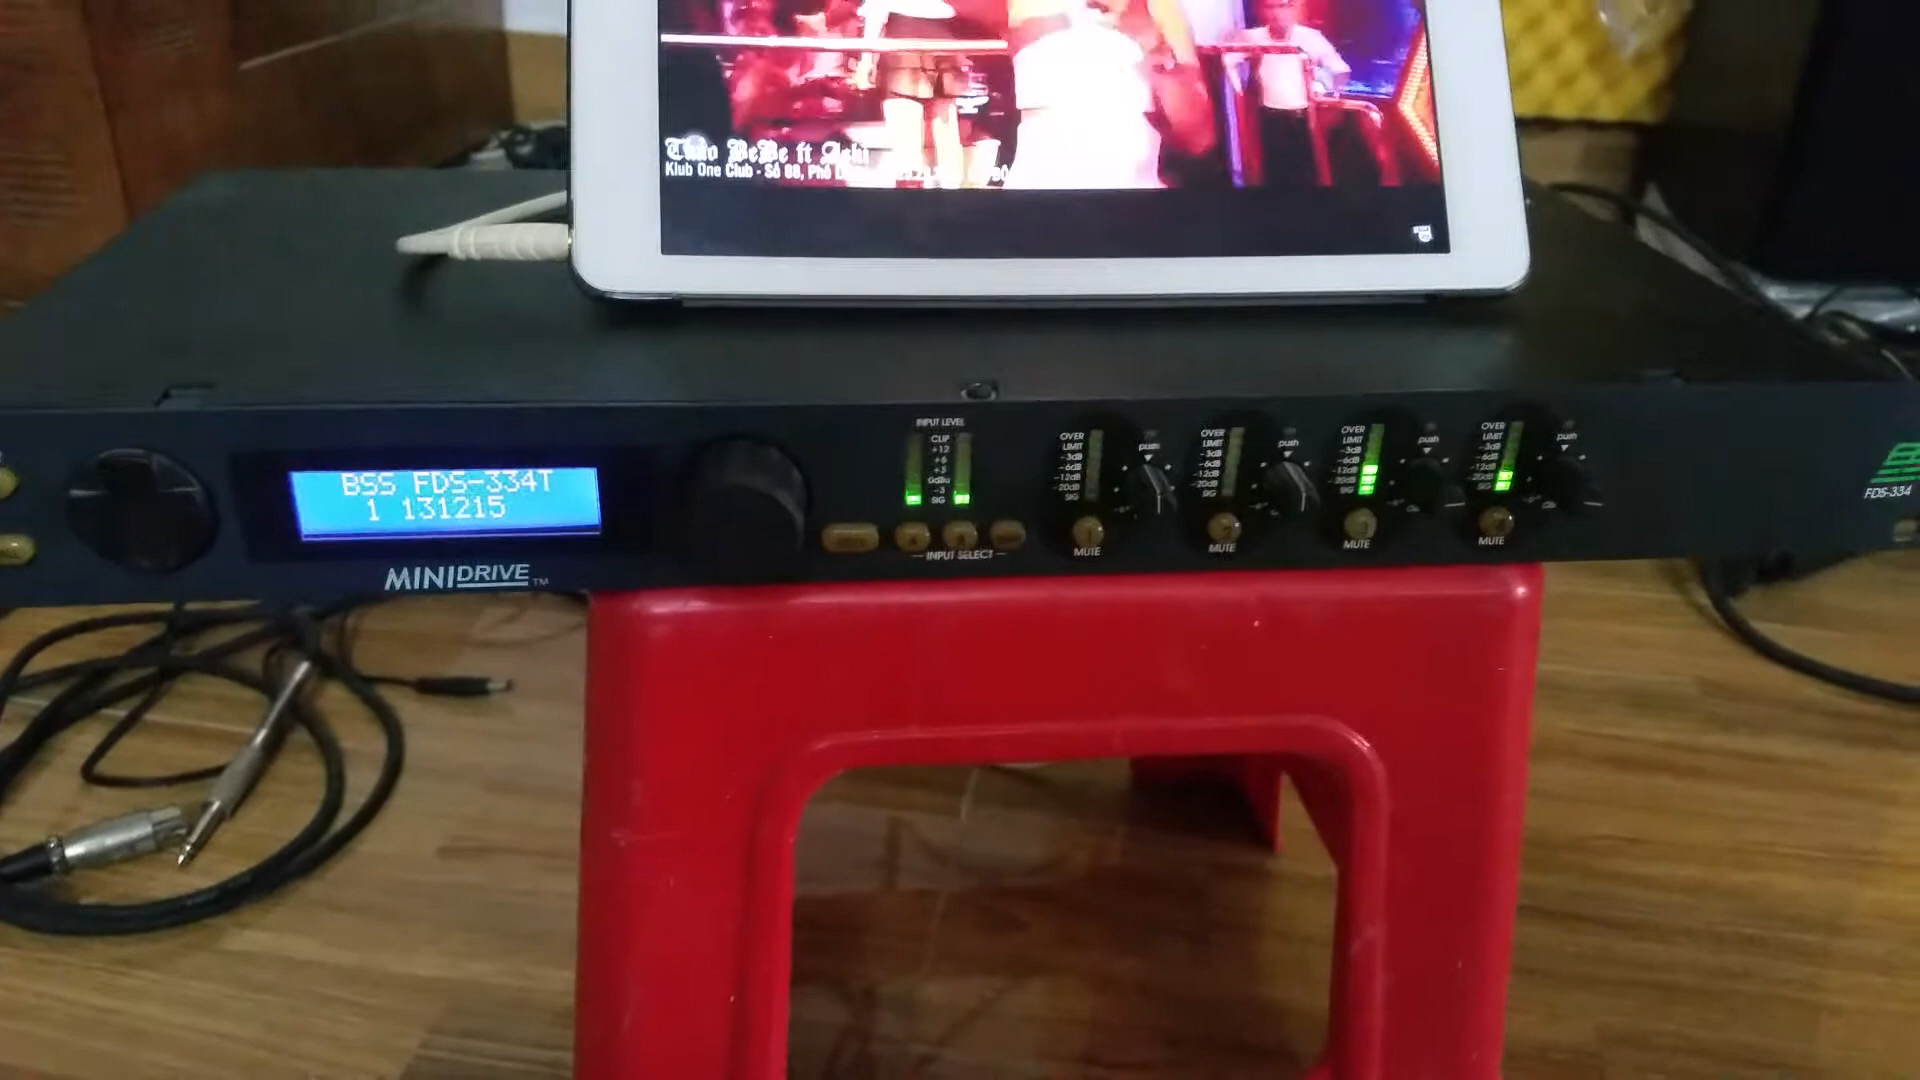 ft
Klub One Club - Số 88, Phố
BSS FDS-334T
1 131215
MINIDRIVE™
INPUT LEVEL
CLIP
+12
+6
+3
0dBu
-3
SIG
INPUT SELECT
OVER
LIMIT
-3dB
-6dB
-12dB
-20dB
SIG
push
MUTE
OVER
LIMIT
-3dB
-6dB
-12dB
-20dB
SIG
push
MUTE
OVER
LIMIT
-3dB
-6dB
-12dB
-20dB
SIG
push
MUTE
OVER
LIMIT
-3dB
-6dB
-12dB
-20dB
SIG
push
MUTE
FDS-334